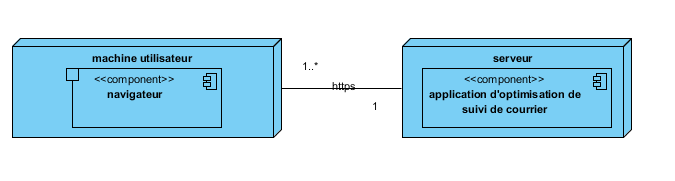 machine utilisateur
<<component>>
navigateur
1..*
https
1
serveur
<<component>>
application d'optimisation de
suivi de courrier